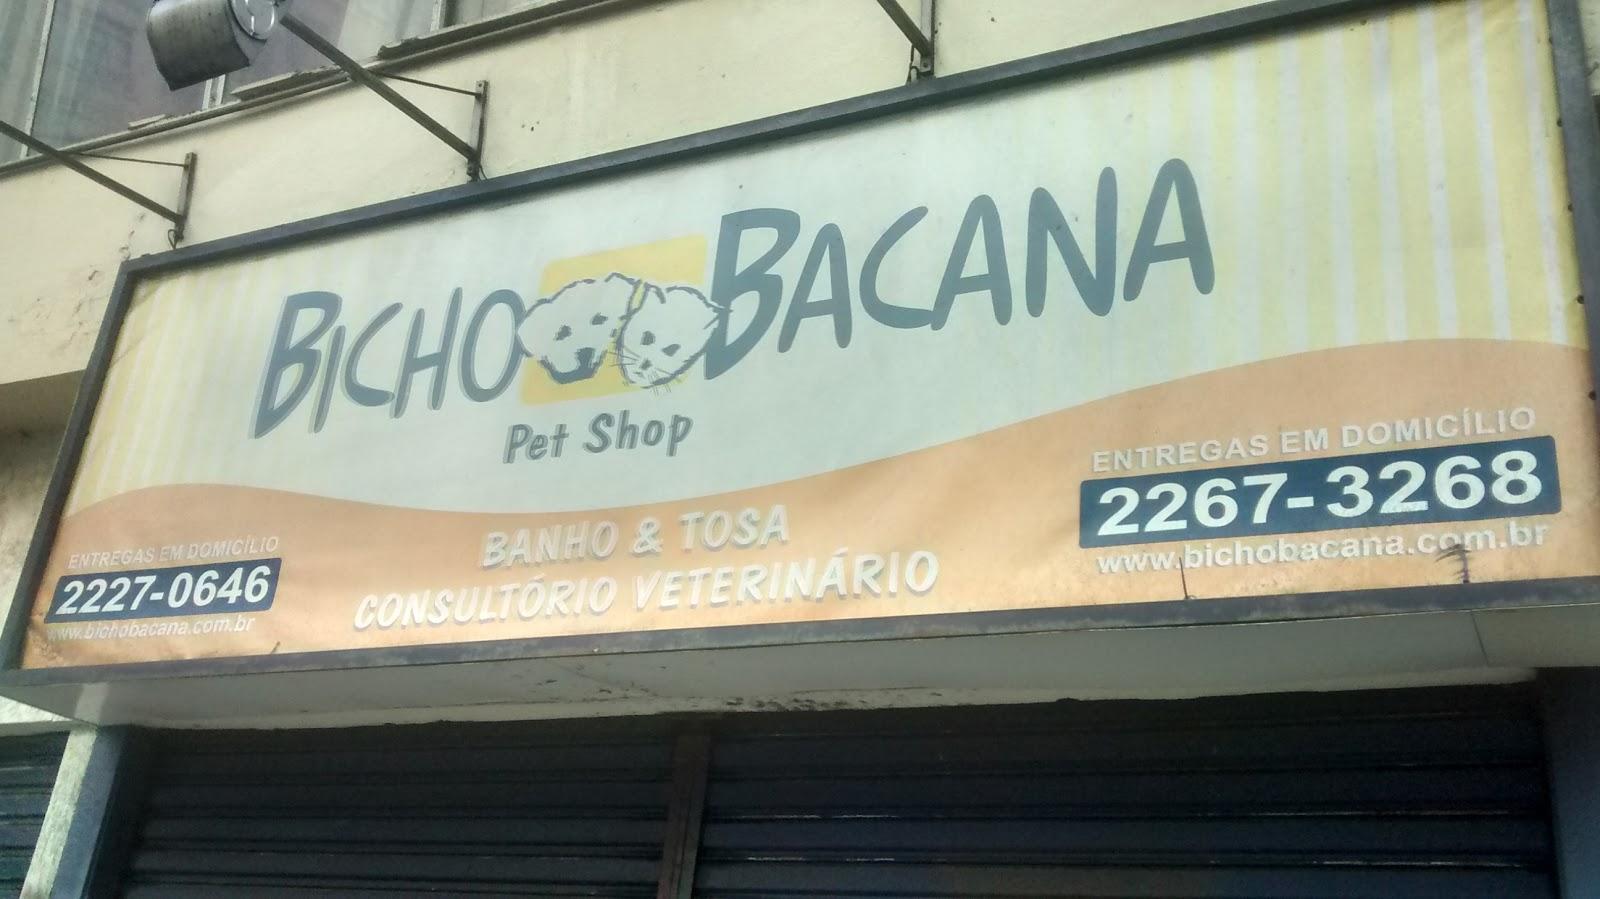 BICHO BACANA
Pet Shop
BANHO & TOSA
CONSULTÓRIO VETERINÁRIO
ENTREGAS EM DOMICÍLIO
2227-0646
www.bichobacana.com.br
ENTREGAS EM DOMICÍLIO
2267-3268
www.bichobacana.com.br